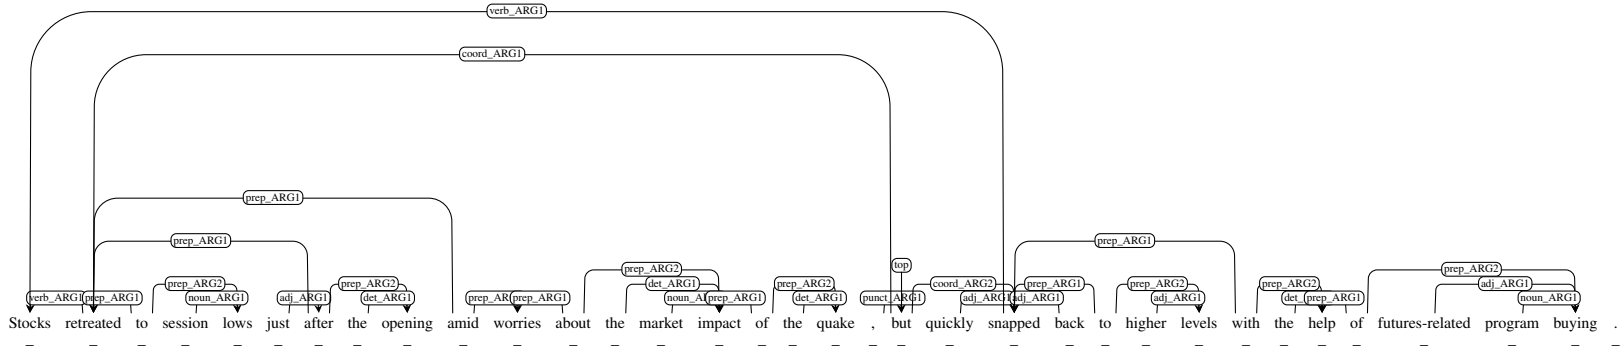 verb_ARG1
coord_ARG1
prep_ARG1
prep_ARG1 prep_ARG1
top
prep_ARG2
prep_ARG2 prep_ARG2 det_ARG1 prep_ARG2 coord_ARG2 prep_ARG1 prep_ARG2 prep_ARG2 prep_ARG2 adj_ARG1
verb_ARG1 prep_ARG1 noun_ARG1 adj_ARG1 det_ARG1 prep_ARG1 prep_ARG1 det_ARG1 punct_ARG1 adj_ARG1 adj_ARG1 adj_ARG1 prep_ARG1 noun_ARG1
Stocks retreated to session lows just after the opening amid worries about the market impact of the quake , but quickly snapped back to higher levels with the help of futures-related program buying .
_ _ _ _ _ _ _ _ _ _ _ _ _ _ _ _ _ _ _ _ _ _ _ _ _ _ _ _ _ _ _ _ _ _